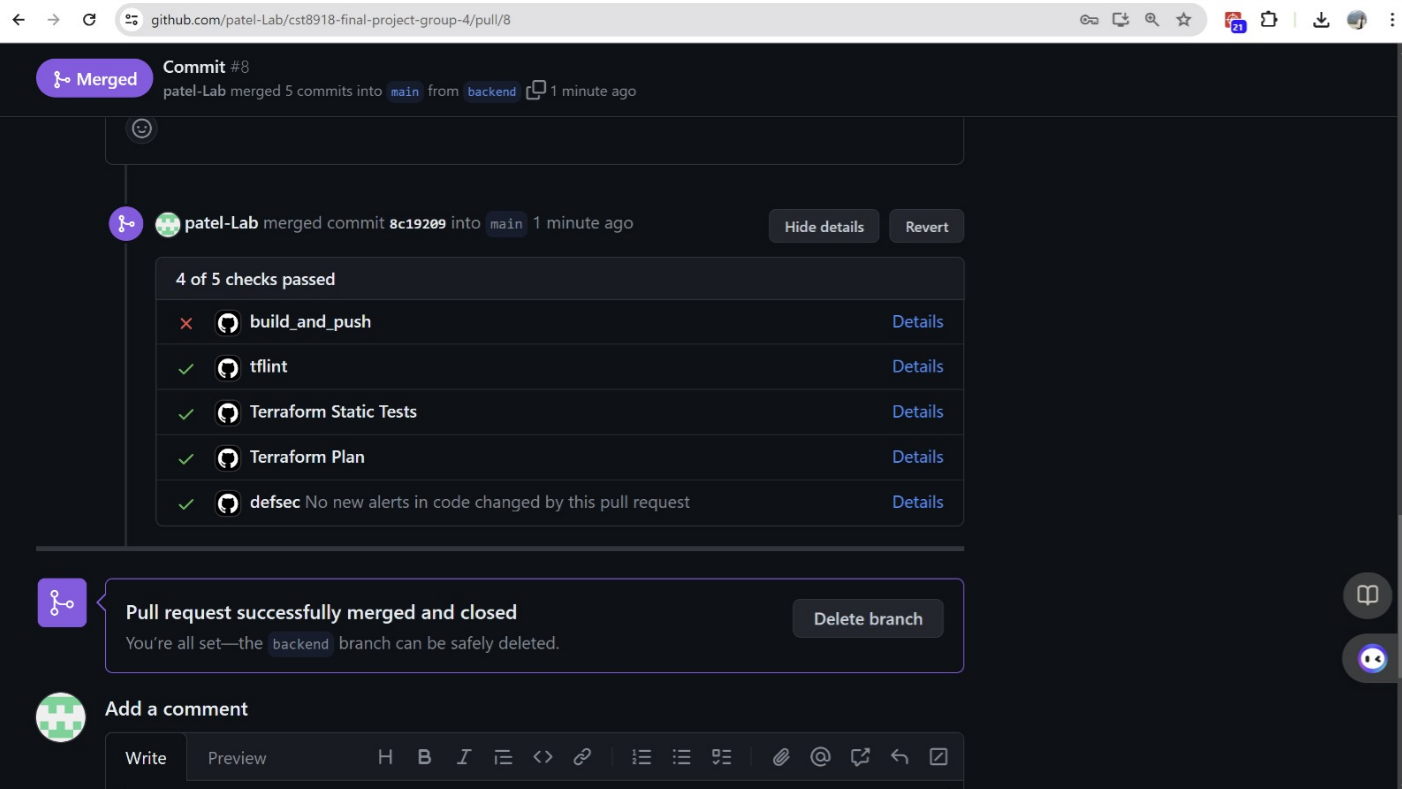 github.com/patel-Lab/cst8918-final-project-group-4/pull/8
21
Merged
Commit #8
patel-Lab merged 5 commits into main from backend 1 minute ago
patel-Lab merged commit 8c19209 into main 1 minute ago
Hide details
Revert
4 of 5 checks passed
build_and_push Details
tflint Details
Terraform Static Tests Details
Terraform Plan Details
defsec No new alerts in code changed by this pull request Details
Pull request successfully merged and closed
You're all set—the backend branch can be safely deleted.
Delete branch
Add a comment
Write Preview